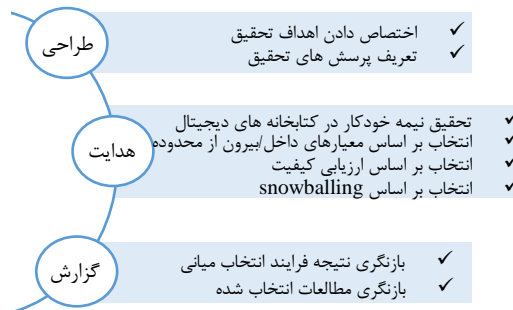 طراحی
✓ اختصاص دادن اهداف تحقیق
✓ تعریف پرسش های تحقیق
هدایت
✓ تحقیق نیمه خودکار در کتابخانه های دیجیتال
✓ انتخاب بر اساس معیارهای داخل/بیرون از محدوده
✓ انتخاب بر اساس ارزیابی کیفیت
✓ انتخاب بر اساس snowballing
گزارش
✓ بازنگری نتیجه فرایند انتخاب میانی
✓ بازنگری مطالعات انتخاب شده